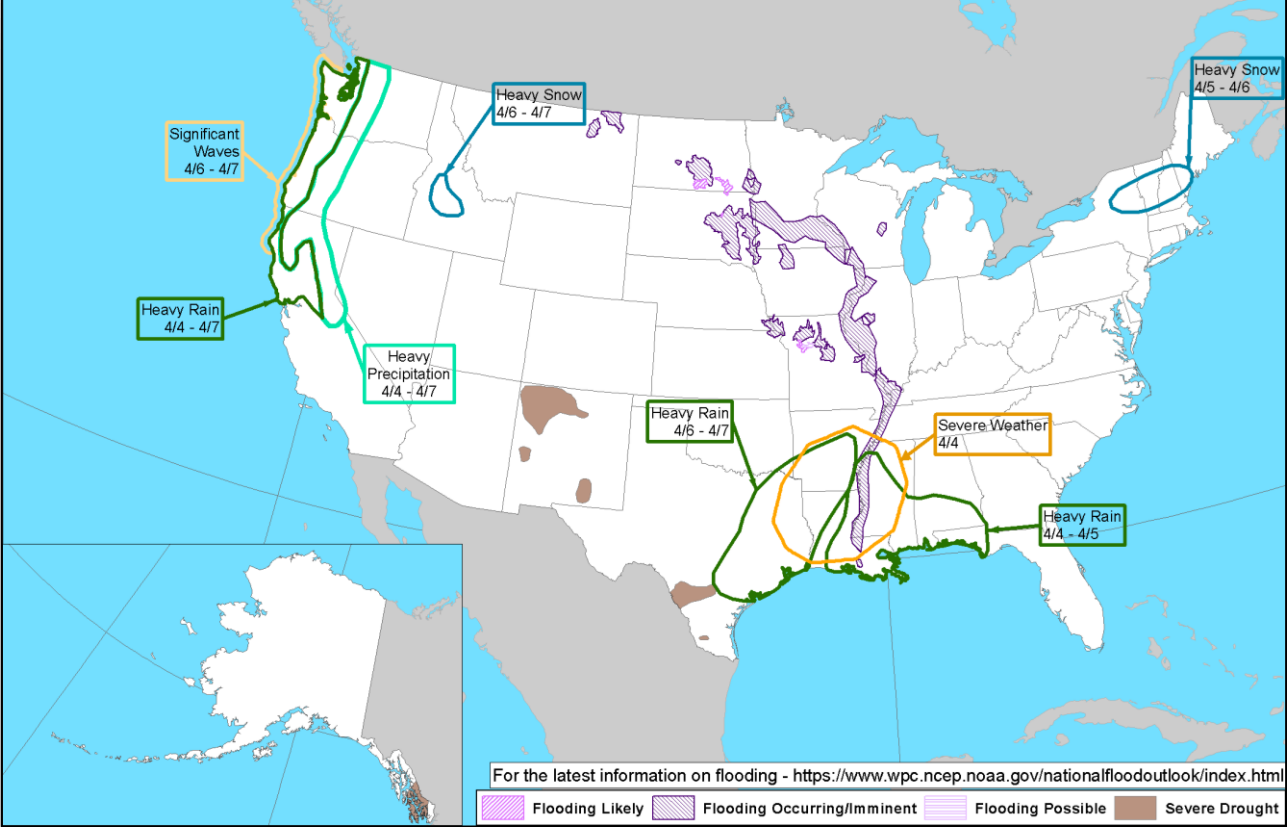 Heavy Snow
4/5 - 4/6
Heavy Snow
4/6 - 4/7
Significant
Waves
4/6 - 4/7
Heavy Rain
4/4 - 4/7
Heavy
Precipitation
4/4 - 4/7
Heavy Rain
4/6 - 4/7
Severe Weather
4/4
Heavy Rain
4/4 - 4/5
For the latest information on flooding - https://www.wpc.ncep.noaa.gov/nationalfloodoutlook/index.html
Flooding Likely
Flooding Occurring/Imminent
Flooding Possible
Severe Drought